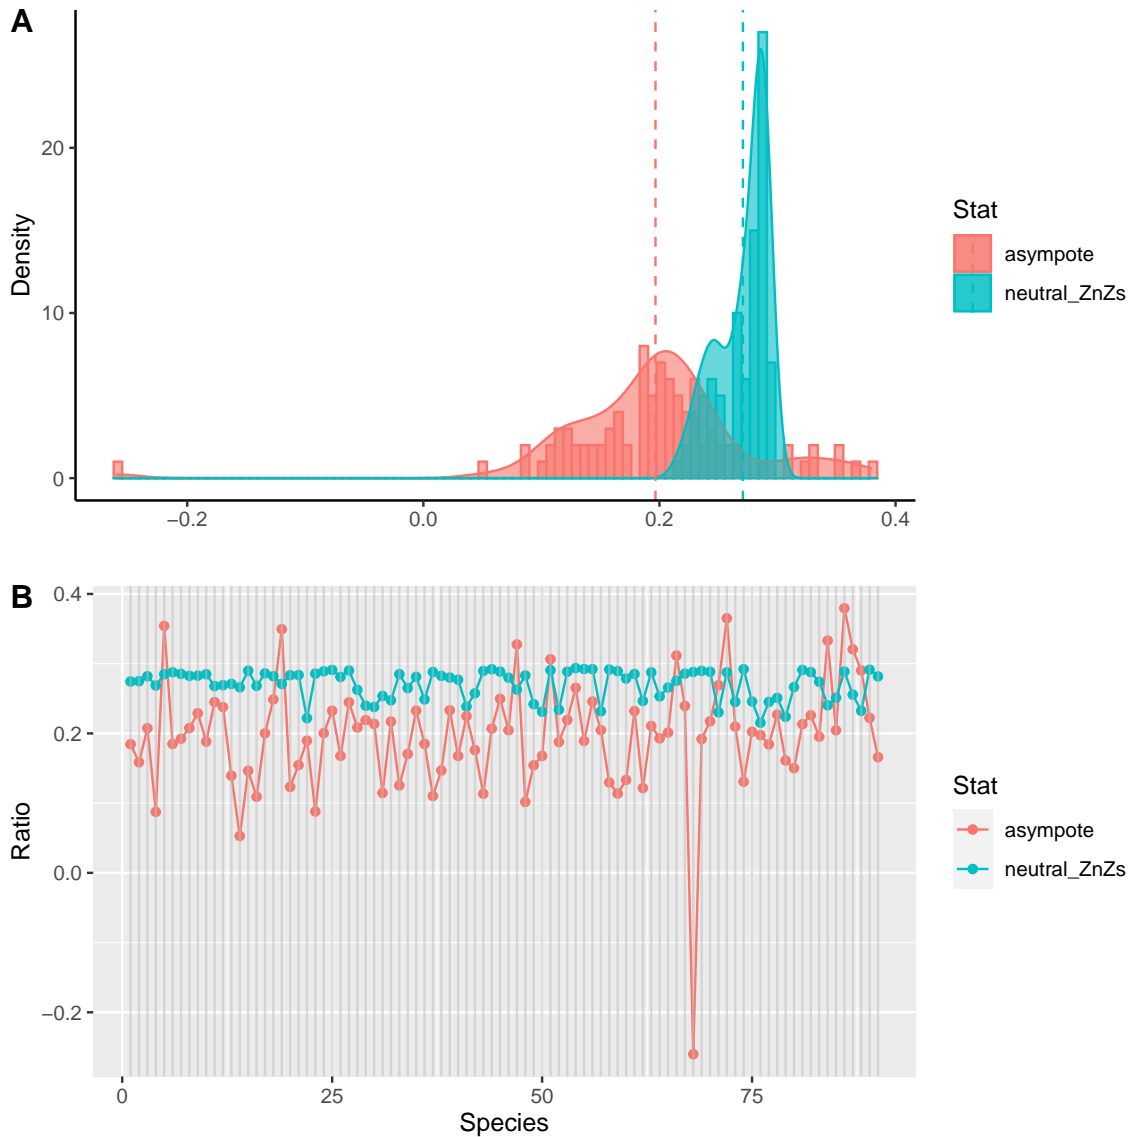 A
Density
20
10
0
−0.2
0.0
0.2
0.4
Stat
asympote
neutral_ZnZs
B
Ratio
0.4
0.2
0.0
−0.2
0
25
50
75
Species
Stat
asympote
neutral_ZnZs